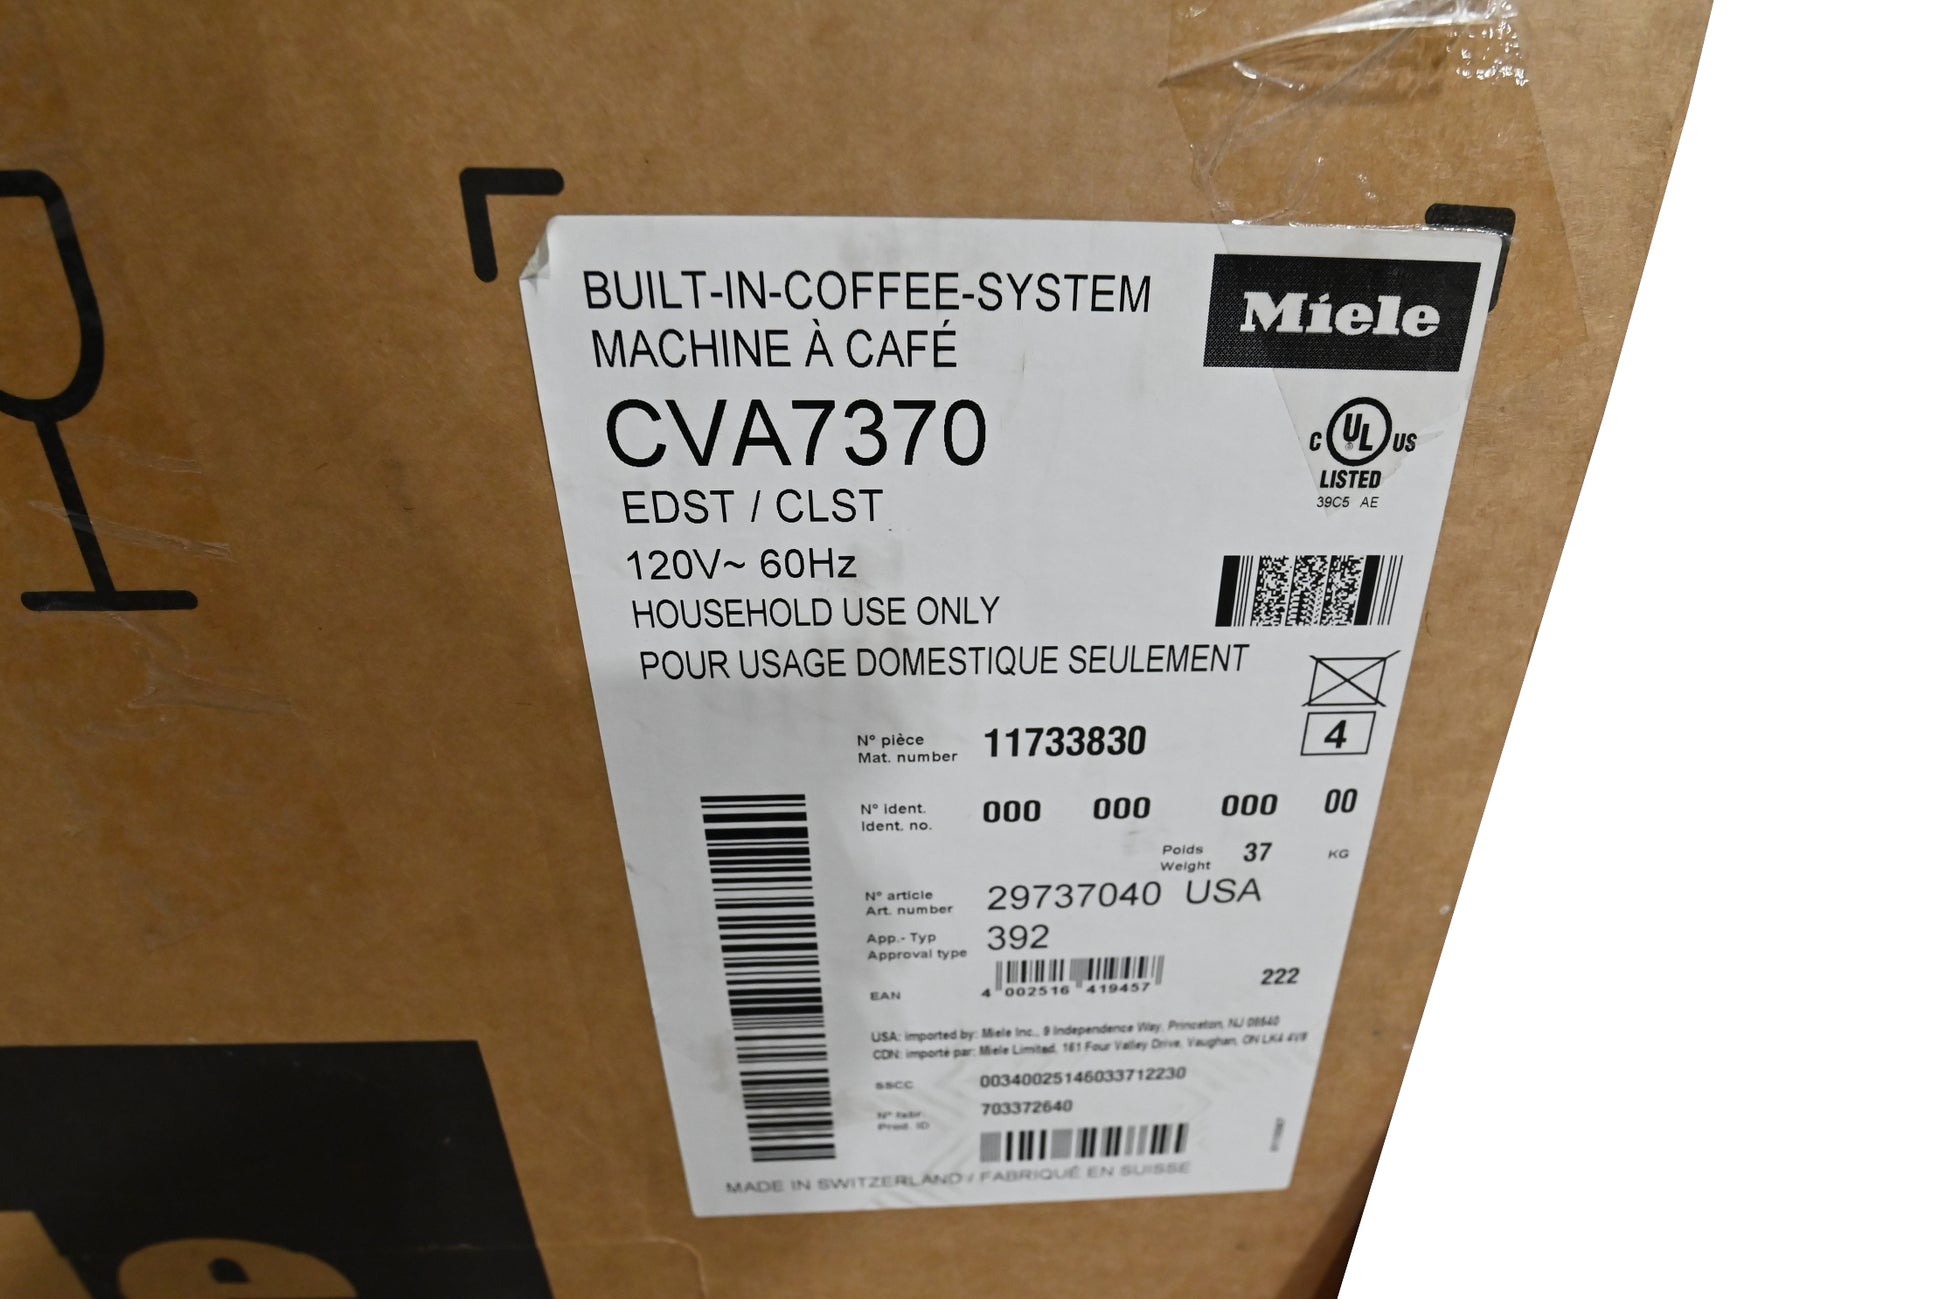 BUILT-IN-COFFEE-SYSTEM
MACHINE À CAFÉ
Miele
CVA7370
EDST / CLST
C UL US
LISTED
39C5 AE
120V~ 60Hz
HOUSEHOLD USE ONLY
POUR USAGE DOMESTIQUE SEULEMENT
4
N° pièce
Mat. number
11733830
N° ident.
Ident. no.
000 000 000 00
Poids
Weight
37 KG
N° article
Art. number
29737040 USA
App.- Typ
Approval type
392
EAN
4 002516 419457
222
USA: imported by: Miele Inc., 9 Independence Way, Princeton, NJ 08540
CDN: importé par: Miele Limited, 161 Four Valley Drive, Vaughan, ON LK4 4V8
SSCC
00340025146033712230
N° fabr.
Prod. ID
703372640
MADE IN SWITZERLAND / FABRIQUÉ EN SUISSE
e